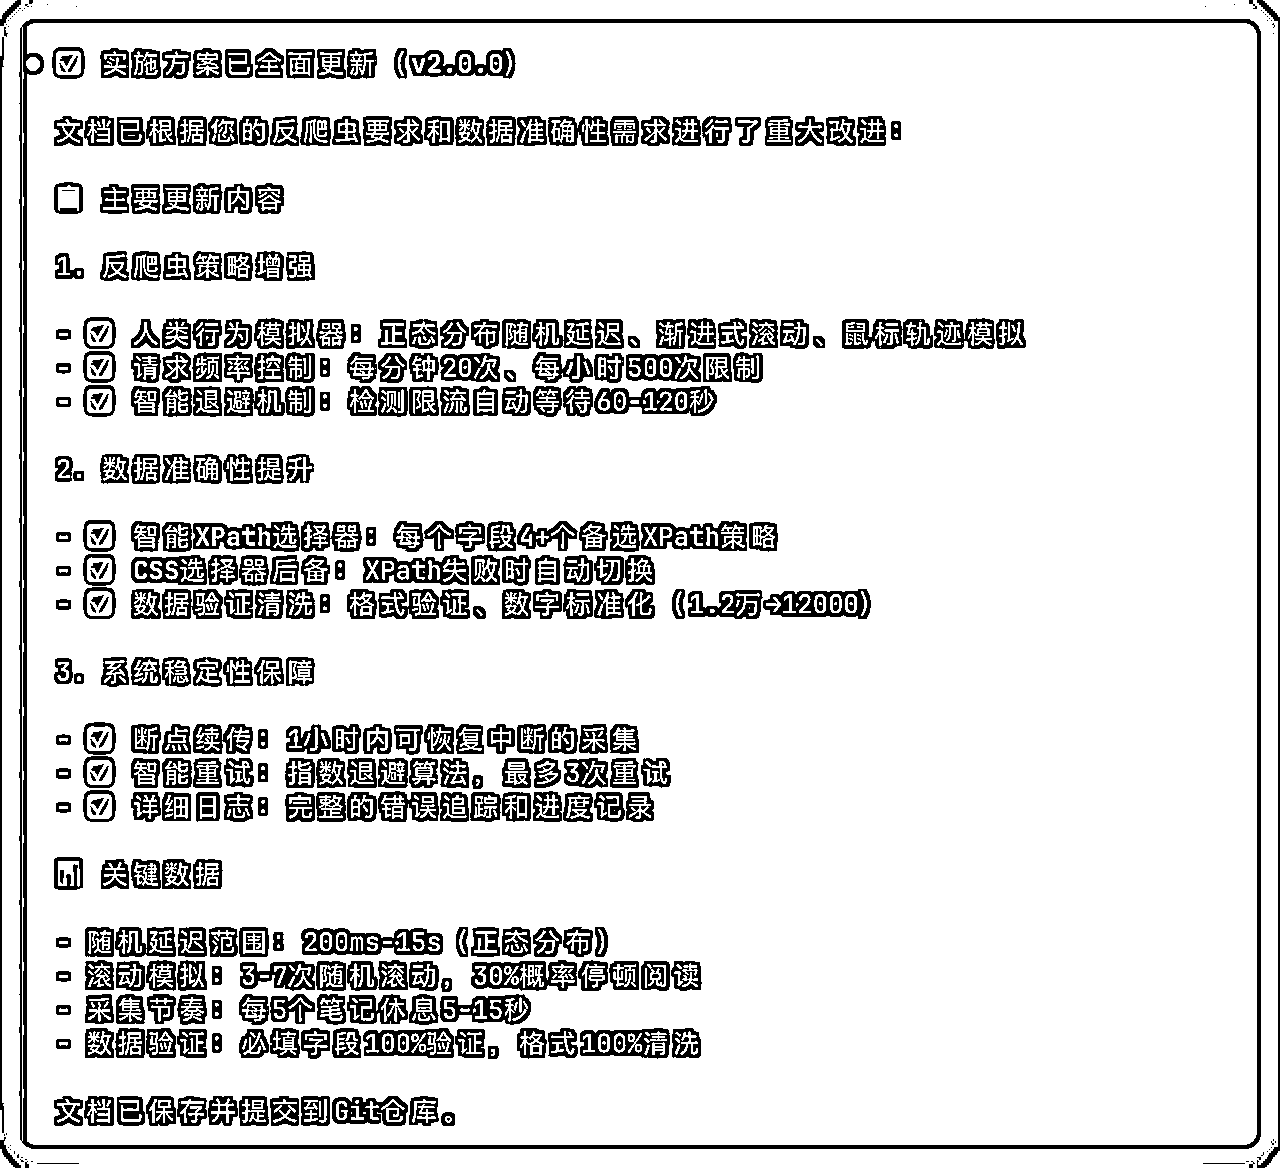 ✅ 实施方案已全面更新（v2.0.0）
文档已根据您的反爬虫要求和数据准确性需求进行了重大改进：
📋 主要更新内容
1. 反爬虫策略增强
- ✅ 人类行为模拟器：正态分布随机延迟、渐进式滚动、鼠标轨迹模拟
- ✅ 请求频率控制：每分钟20次、每小时500次限制
- ✅ 智能退避机制：检测限流自动等待60-120秒
2. 数据准确性提升
- ✅ 智能XPath选择器：每个字段4+个备选XPath策略
- ✅ CSS选择器后备：XPath失败时自动切换
- ✅ 数据验证清洗：格式验证、数字标准化（1.2万→12000）
3. 系统稳定性保障
- ✅ 断点续传：1小时内可恢复中断的采集
- ✅ 智能重试：指数退避算法，最多3次重试
- ✅ 详细日志：完整的错误追踪和进度记录
📊 关键数据
- 随机延迟范围：200ms-15s（正态分布）
- 滚动模拟：3-7次随机滚动，30%概率停顿阅读
- 采集节奏：每5个笔记休息5-15秒
- 数据验证：必填字段100%验证，格式100%清洗
文档已保存并提交到Git仓库。